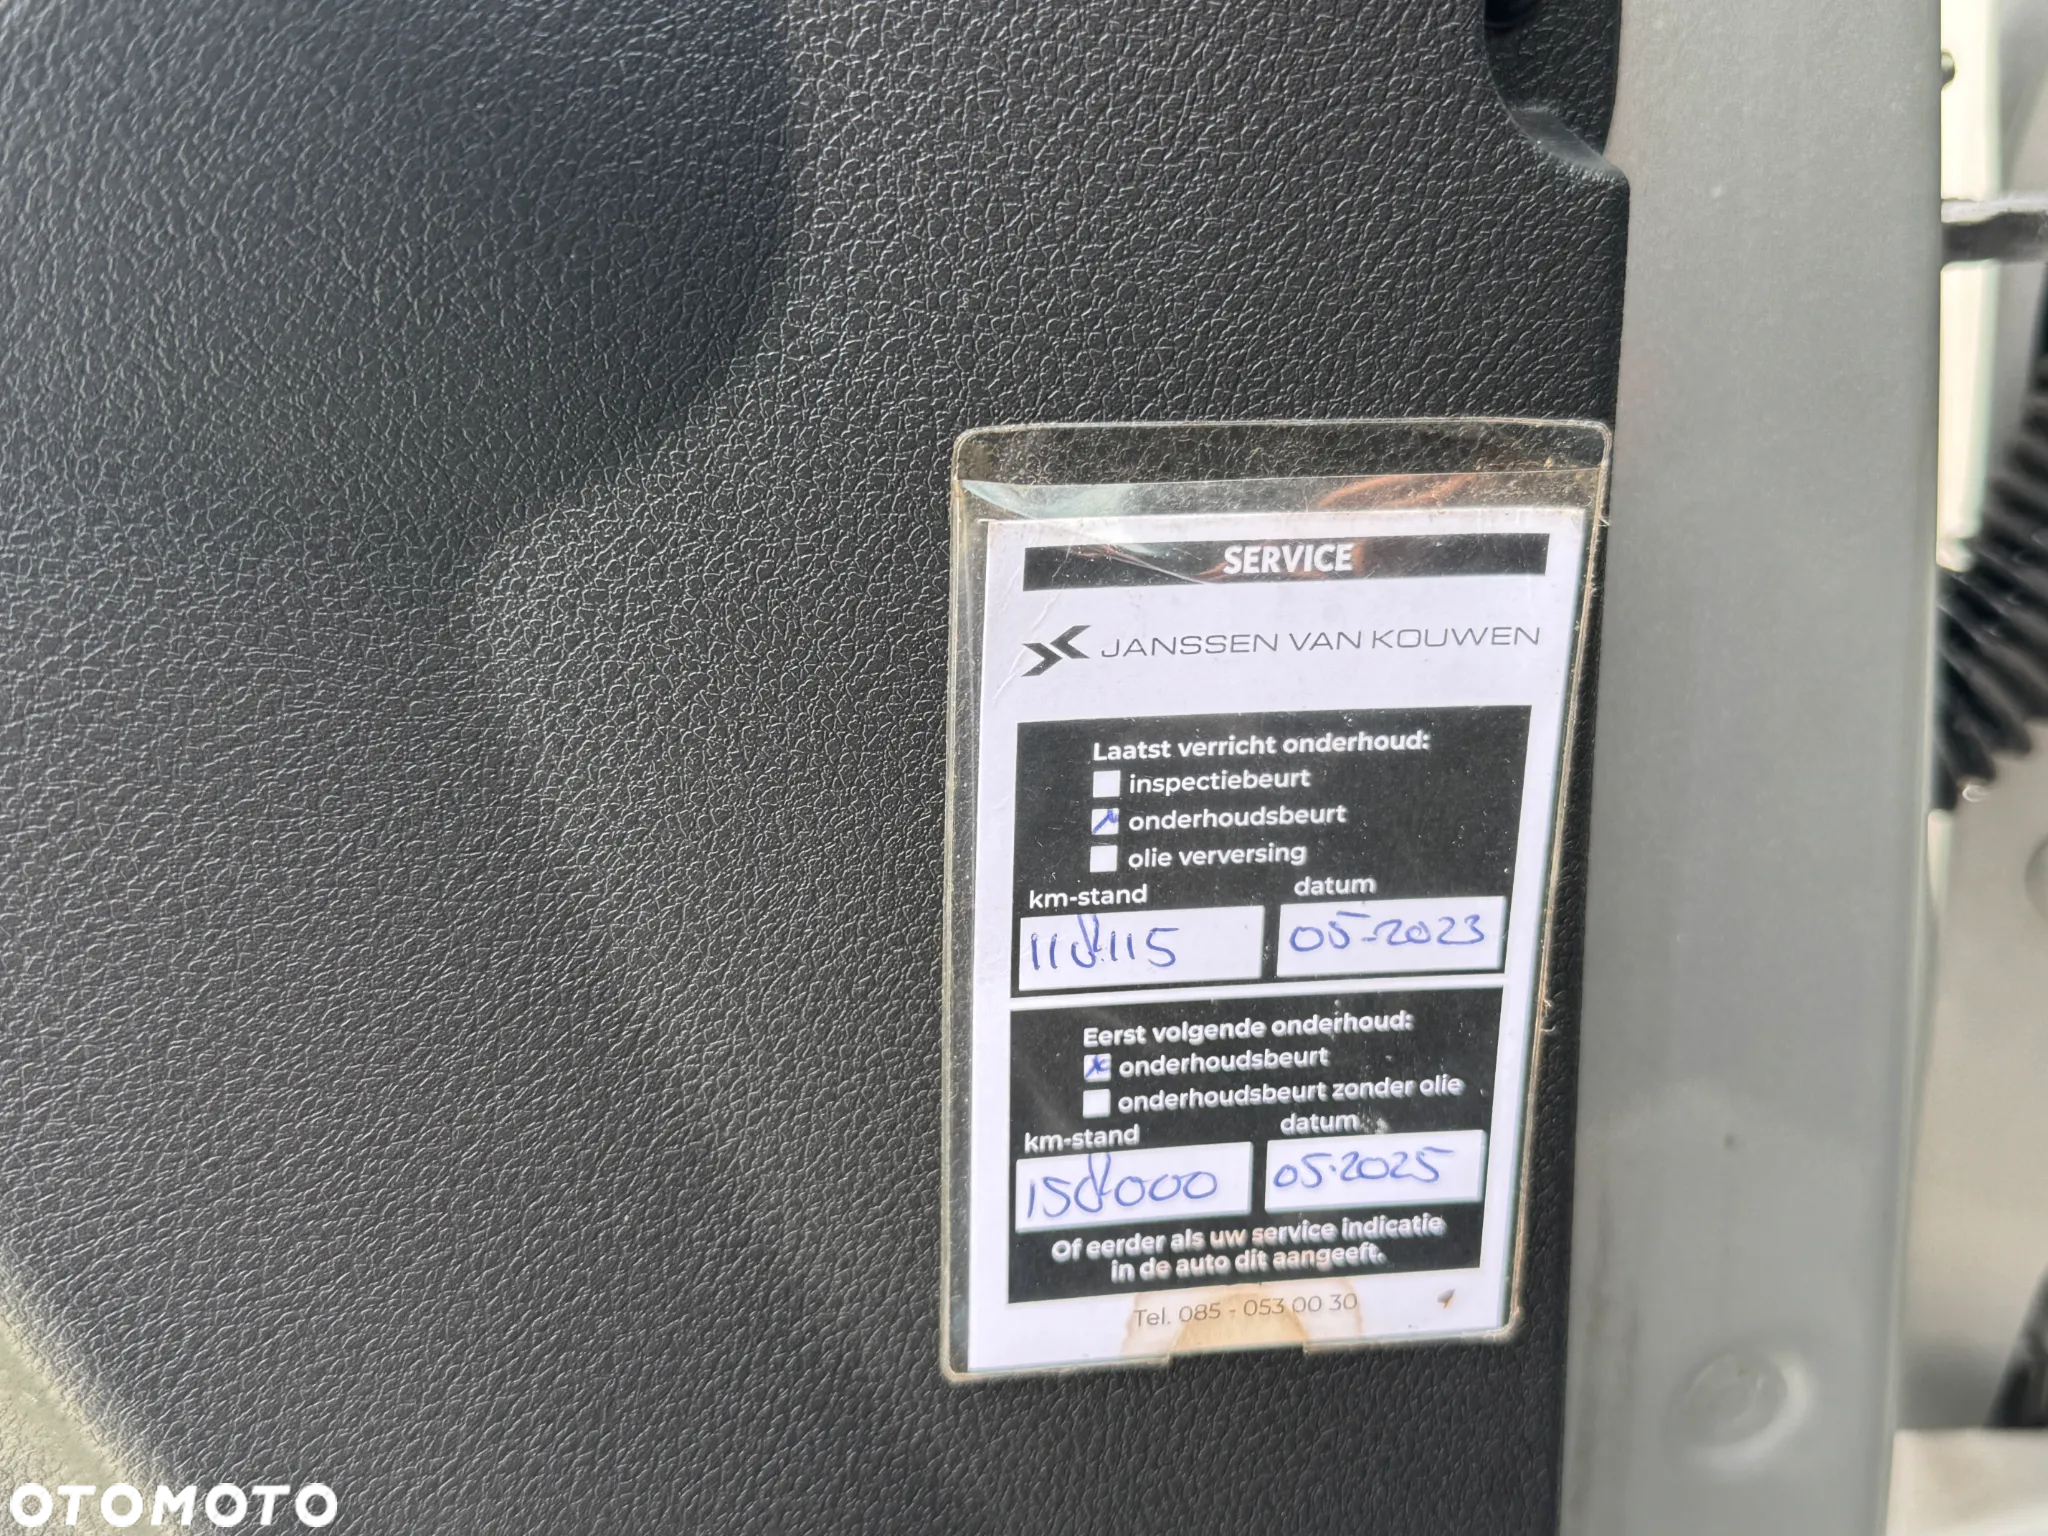 SERVICE
JANSSEN VAN KOUWEN
Laatst verricht onderhoud:
inspectiebeurt
onderhoudsbeurt
olie verversing
km-stand datum
05-2023
Eerst volgende onderhoud:
onderhoudsbeurt
onderhoudsbeurt zonder olie
km-stand datum
05-2025
Of eerder als uw service indicatie
in de auto dit aangeeft.
Tel. 085 - 053 00 30
OTOMOTO